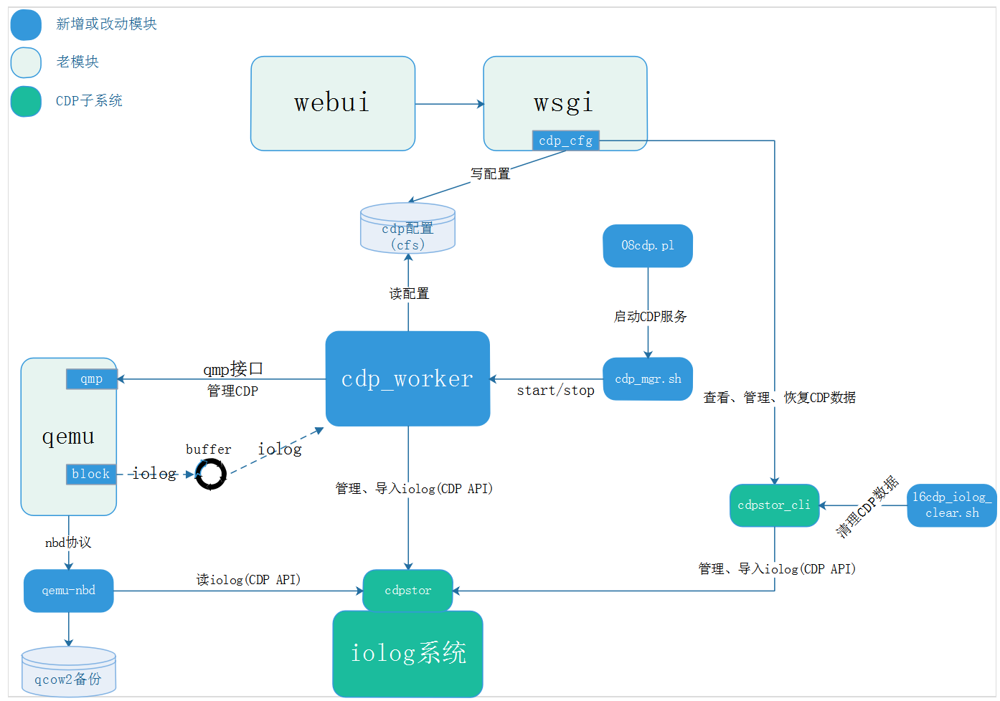 新增或改动模块
老模块
CDP子系统
webui
wsgi
cdp_cfg
写配置
cdp配置
(cfs)
08cdp.pl
读配置
启动CDP服务
qmp
qmp接口
管理CDP
cdp_worker
start/stop
cdp_mgr.sh
查看、管理、恢复CDP数据
qemu
buffer
iolog
block
iolog
管理、导入iolog(CDP API)
cdpstor_cli
清理CDP数据
16cdp_iolog_
clear.sh
nbd协议
管理、导入iolog(CDP API)
qemu-nbd
读iolog(CDP API)
cdpstor
iolog系统
qcow2备份